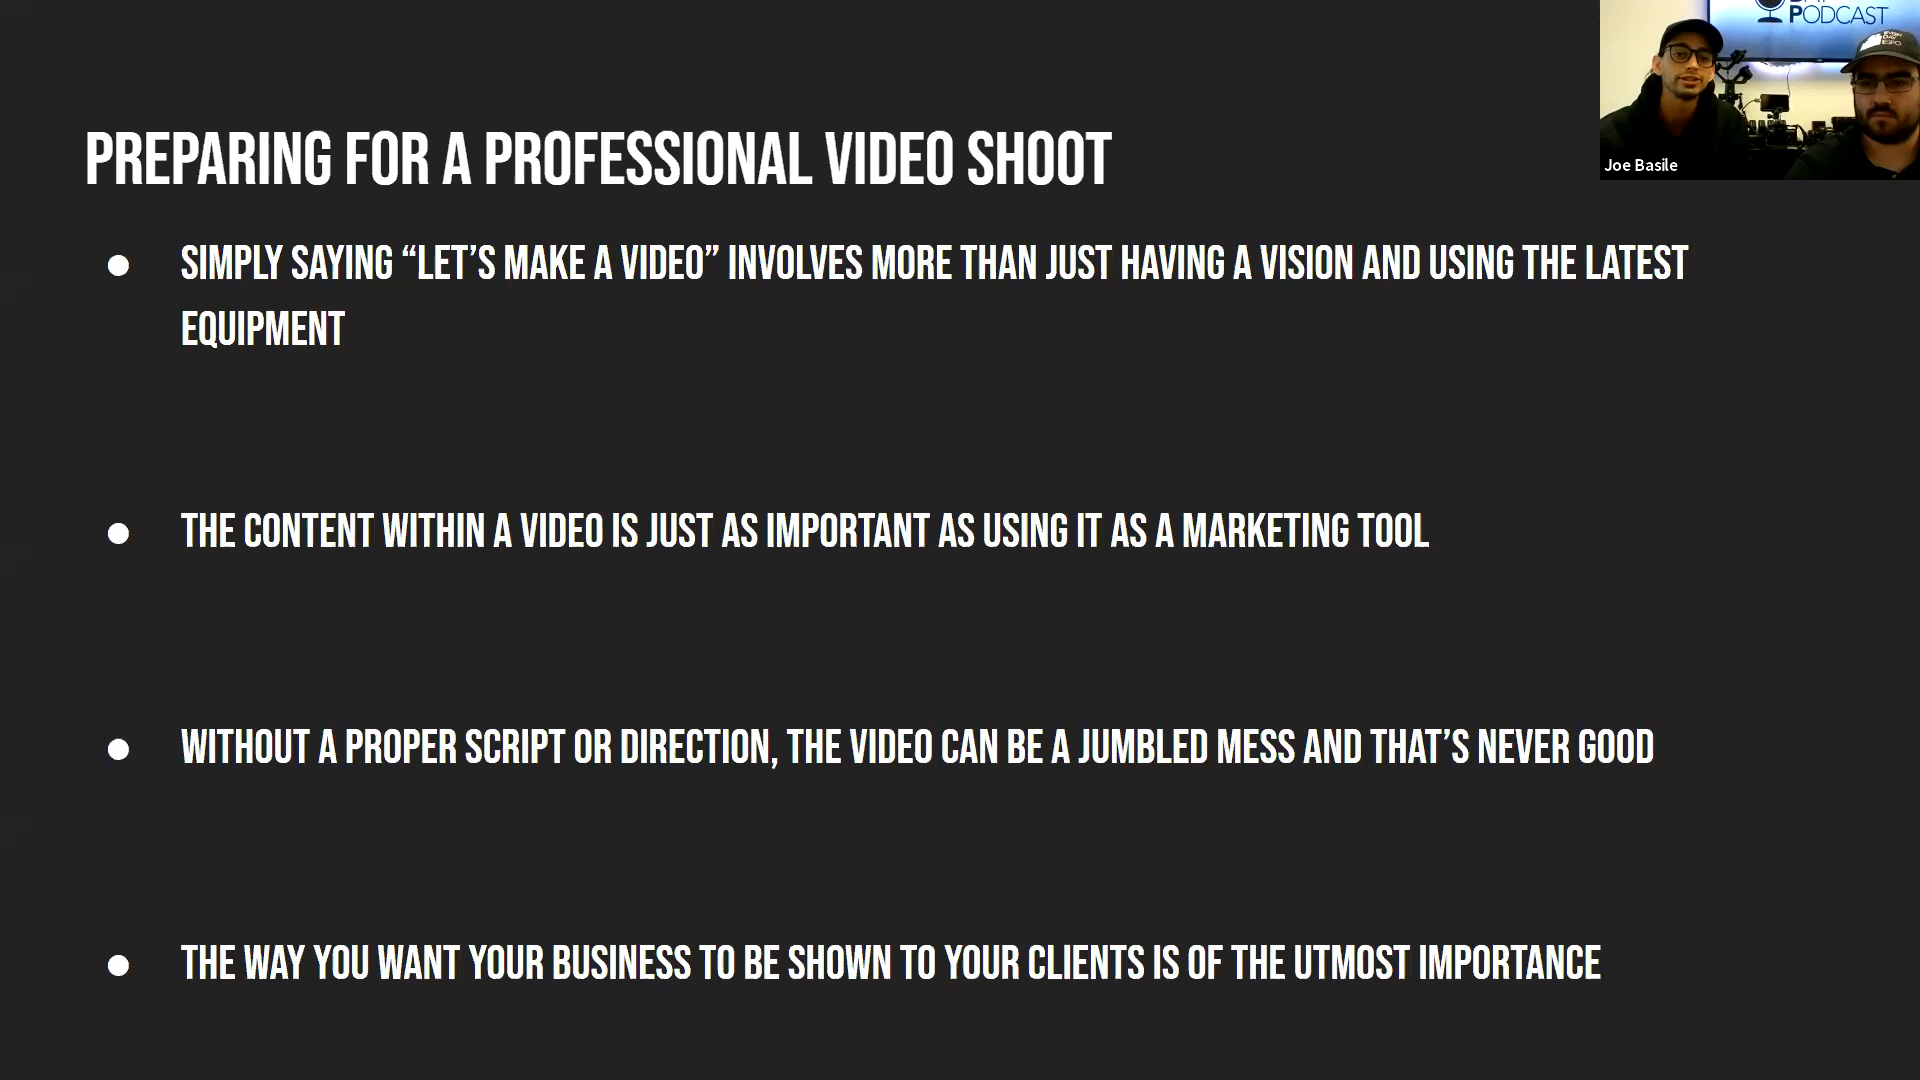 PODCAST
Joe Basile
PREPARING FOR A PROFESSIONAL VIDEO SHOOT
● SIMPLY SAYING “LET’S MAKE A VIDEO” INVOLVES MORE THAN JUST HAVING A VISION AND USING THE LATEST
EQUIPMENT
● THE CONTENT WITHIN A VIDEO IS JUST AS IMPORTANT AS USING IT AS A MARKETING TOOL
● WITHOUT A PROPER SCRIPT OR DIRECTION, THE VIDEO CAN BE A JUMBLED MESS AND THAT’S NEVER GOOD
● THE WAY YOU WANT YOUR BUSINESS TO BE SHOWN TO YOUR CLIENTS IS OF THE UTMOST IMPORTANCE